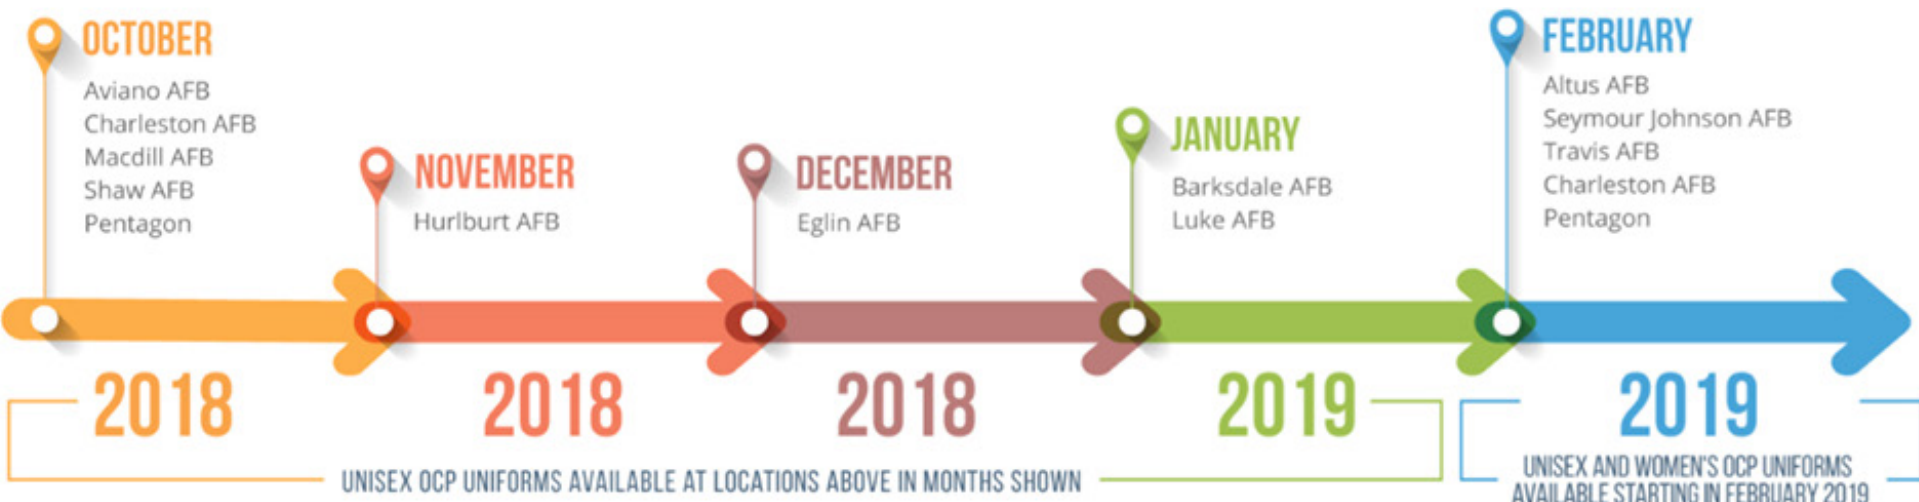 OCTOBER
Aviano AFB
Charleston AFB
Macdill AFB
Shaw AFB
Pentagon
NOVEMBER
Hurlburt AFB
DECEMBER
Eglin AFB
JANUARY
Barksdale AFB
Luke AFB
FEBRUARY
Altus AFB
Seymour Johnson AFB
Travis AFB
Charleston AFB
Pentagon
2018
2018
2018
2019
2019
UNISEX OCP UNIFORMS AVAILABLE AT LOCATIONS ABOVE IN MONTHS SHOWN
UNISEX AND WOMEN'S OCP UNIFORMS
AVAILABLE STARTING IN FEBRUARY 2019